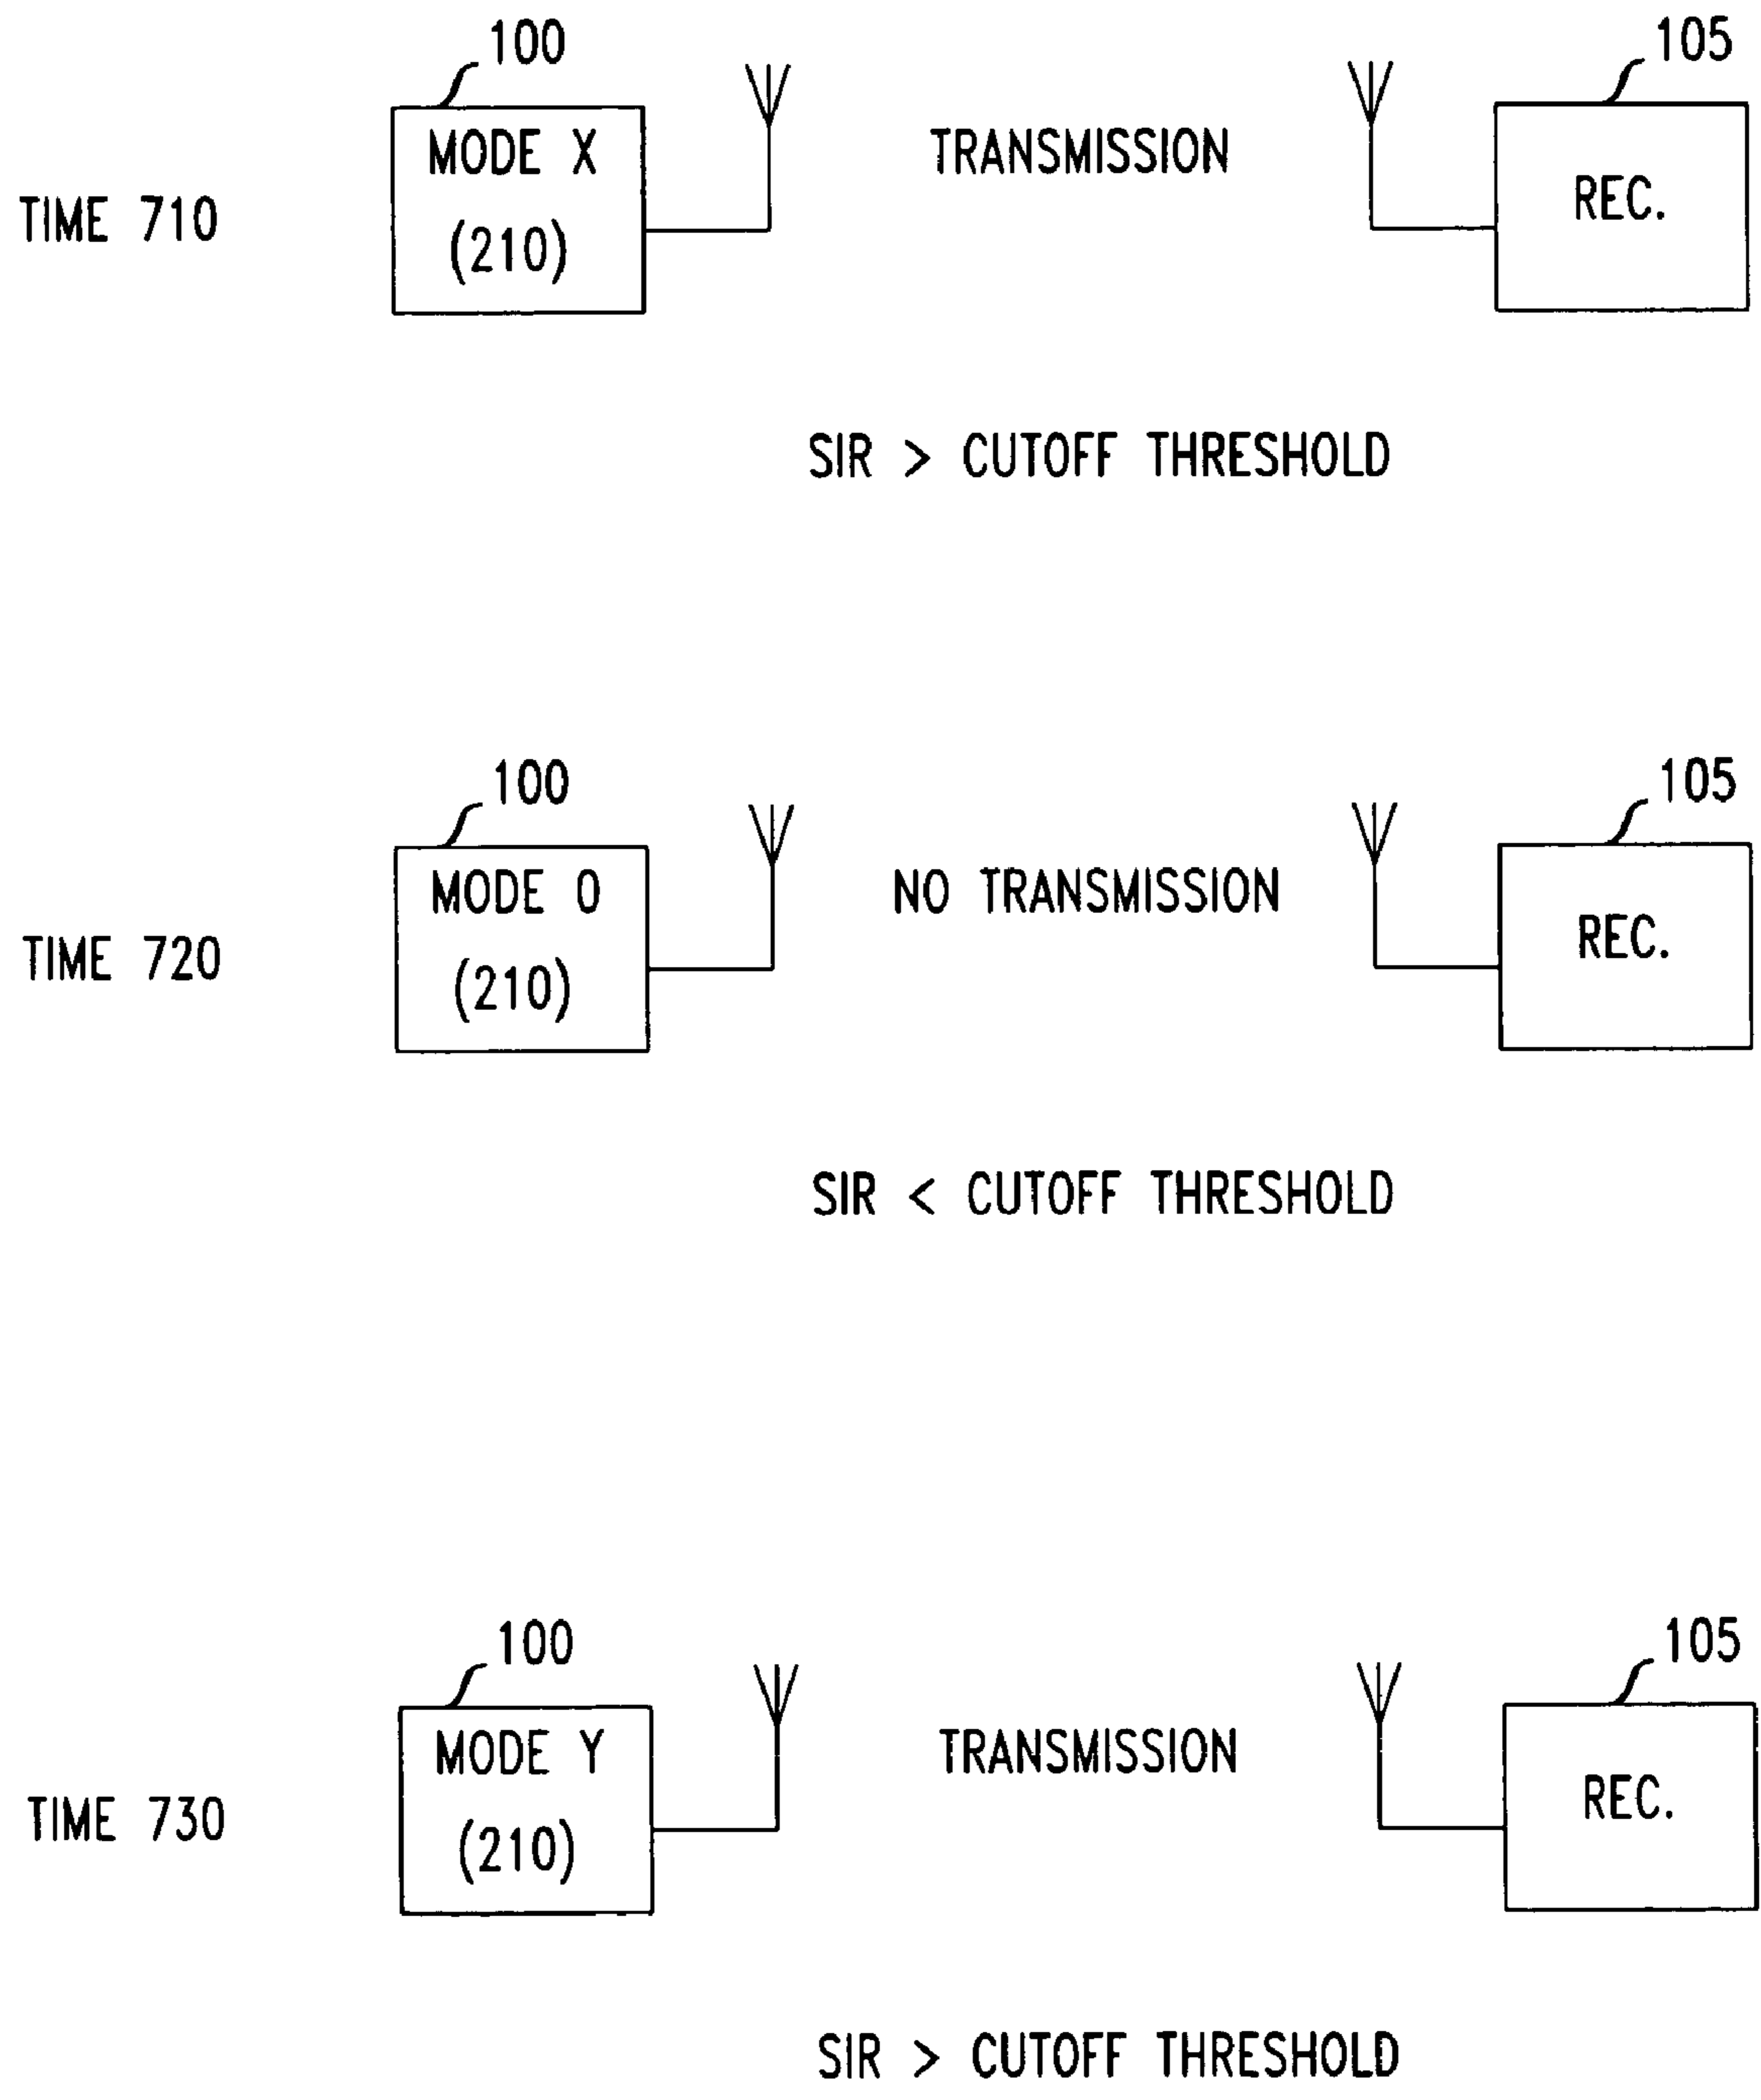 100
105
MODE X
TRANSMISSION
REC.
TIME 710
(210)
SIR > CUTOFF THRESHOLD
100
105
MODE 0
NO TRANSMISSION
REC.
TIME 720
(210)
SIR < CUTOFF THRESHOLD
100
105
MODE Y
TRANSMISSION
REC.
TIME 730
(210)
SIR > CUTOFF THRESHOLD